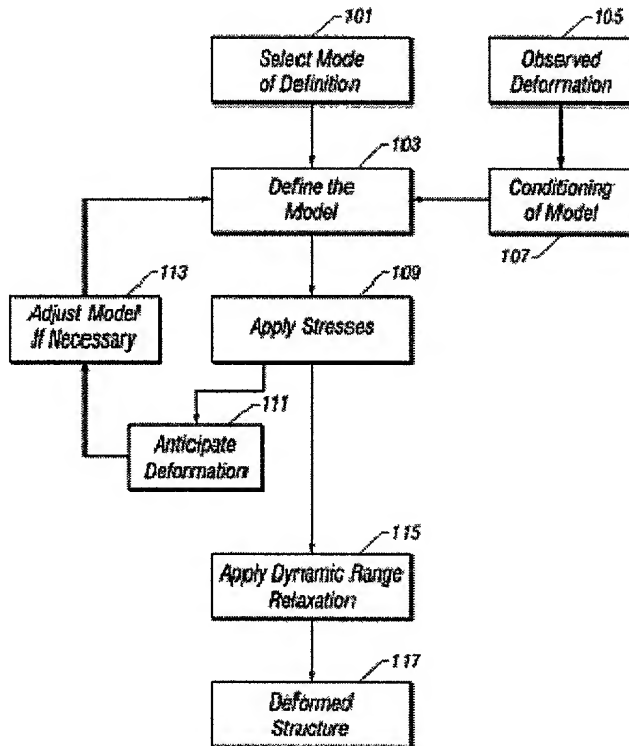 101
Select Mode
of Definition
105
Observed
Deformation
103
Define the
Model
Conditioning
of Model
107
109
Apply Stresses
113
Adjust Model
If Necessary
111
Anticipate
Deformation
115
Apply Dynamic Range
Relaxation
117
Deformed
Structure